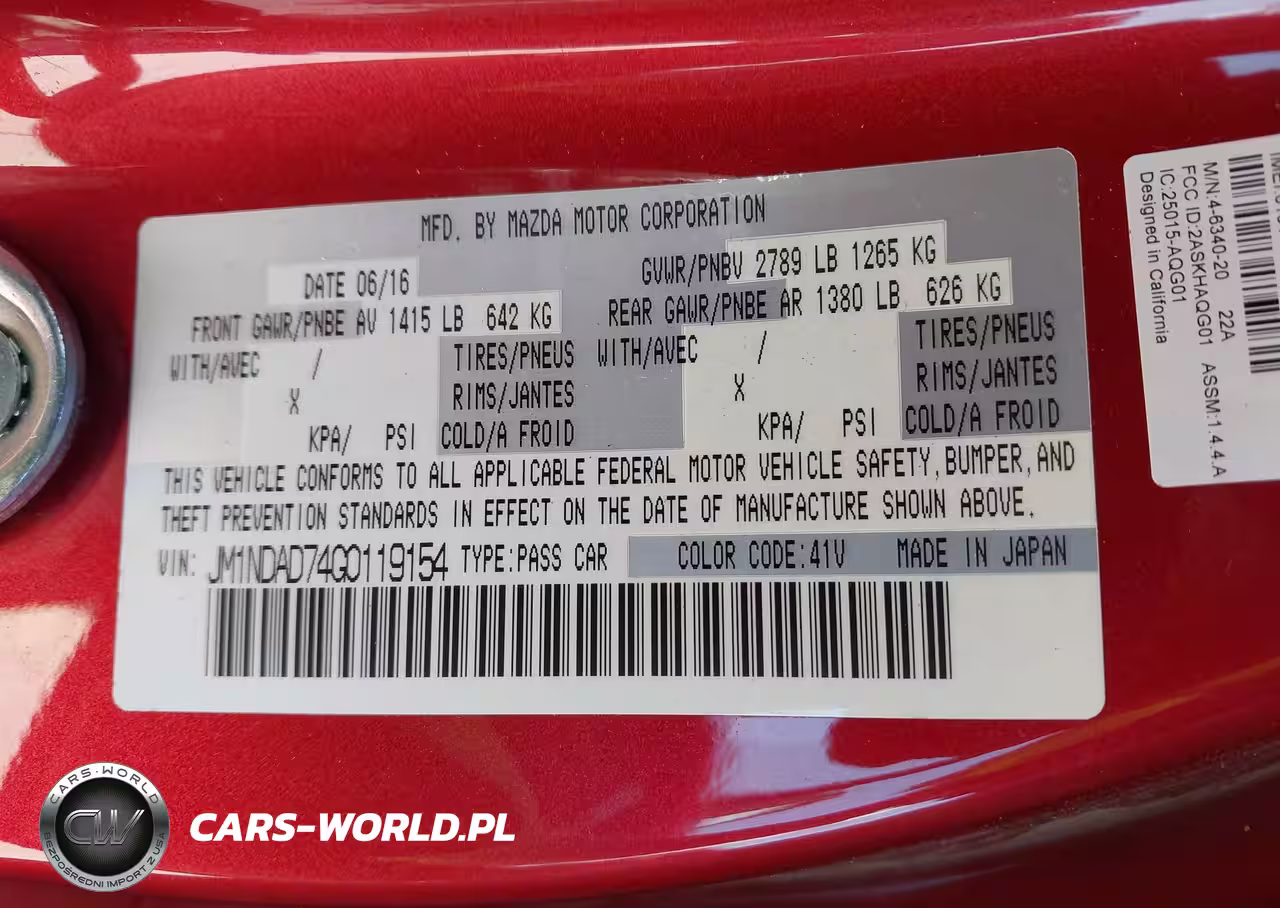 MFD. BY MAZDA MOTOR CORPORATION
DATE 06/16
GVWR/PNBV 2789 LB 1265 KG
FRONT GAWR/PNBE AV 1415 LB 642 KG
REAR GAWR/PNBE AR 1380 LB 626 KG
WITH/AVEC / TIRES/PNEUS WITH/AVEC / TIRES/PNEUS
X RIMS/JANTES X RIMS/JANTES
KPA/ PSI COLD/A FROID KPA/ PSI COLD/A FROID
THIS VEHICLE CONFORMS TO ALL APPLICABLE FEDERAL MOTOR VEHICLE SAFETY, BUMPER, AND
THEFT PREVENTION STANDARDS IN EFFECT ON THE DATE OF MANUFACTURE SHOWN ABOVE.
VIN: JM1NDAD74G0119154 TYPE:PASS CAR COLOR CODE:41V MADE IN JAPAN
M/N:4-6340-20 22A ASSM:1.4.4.A
FCC ID:2ASKHAQG01
IC:25015-AQG01
Designed in California
CARS-WORLD
CW
BEZPOŚREDNI IMPORT Z USA
CARS-WORLD.PL